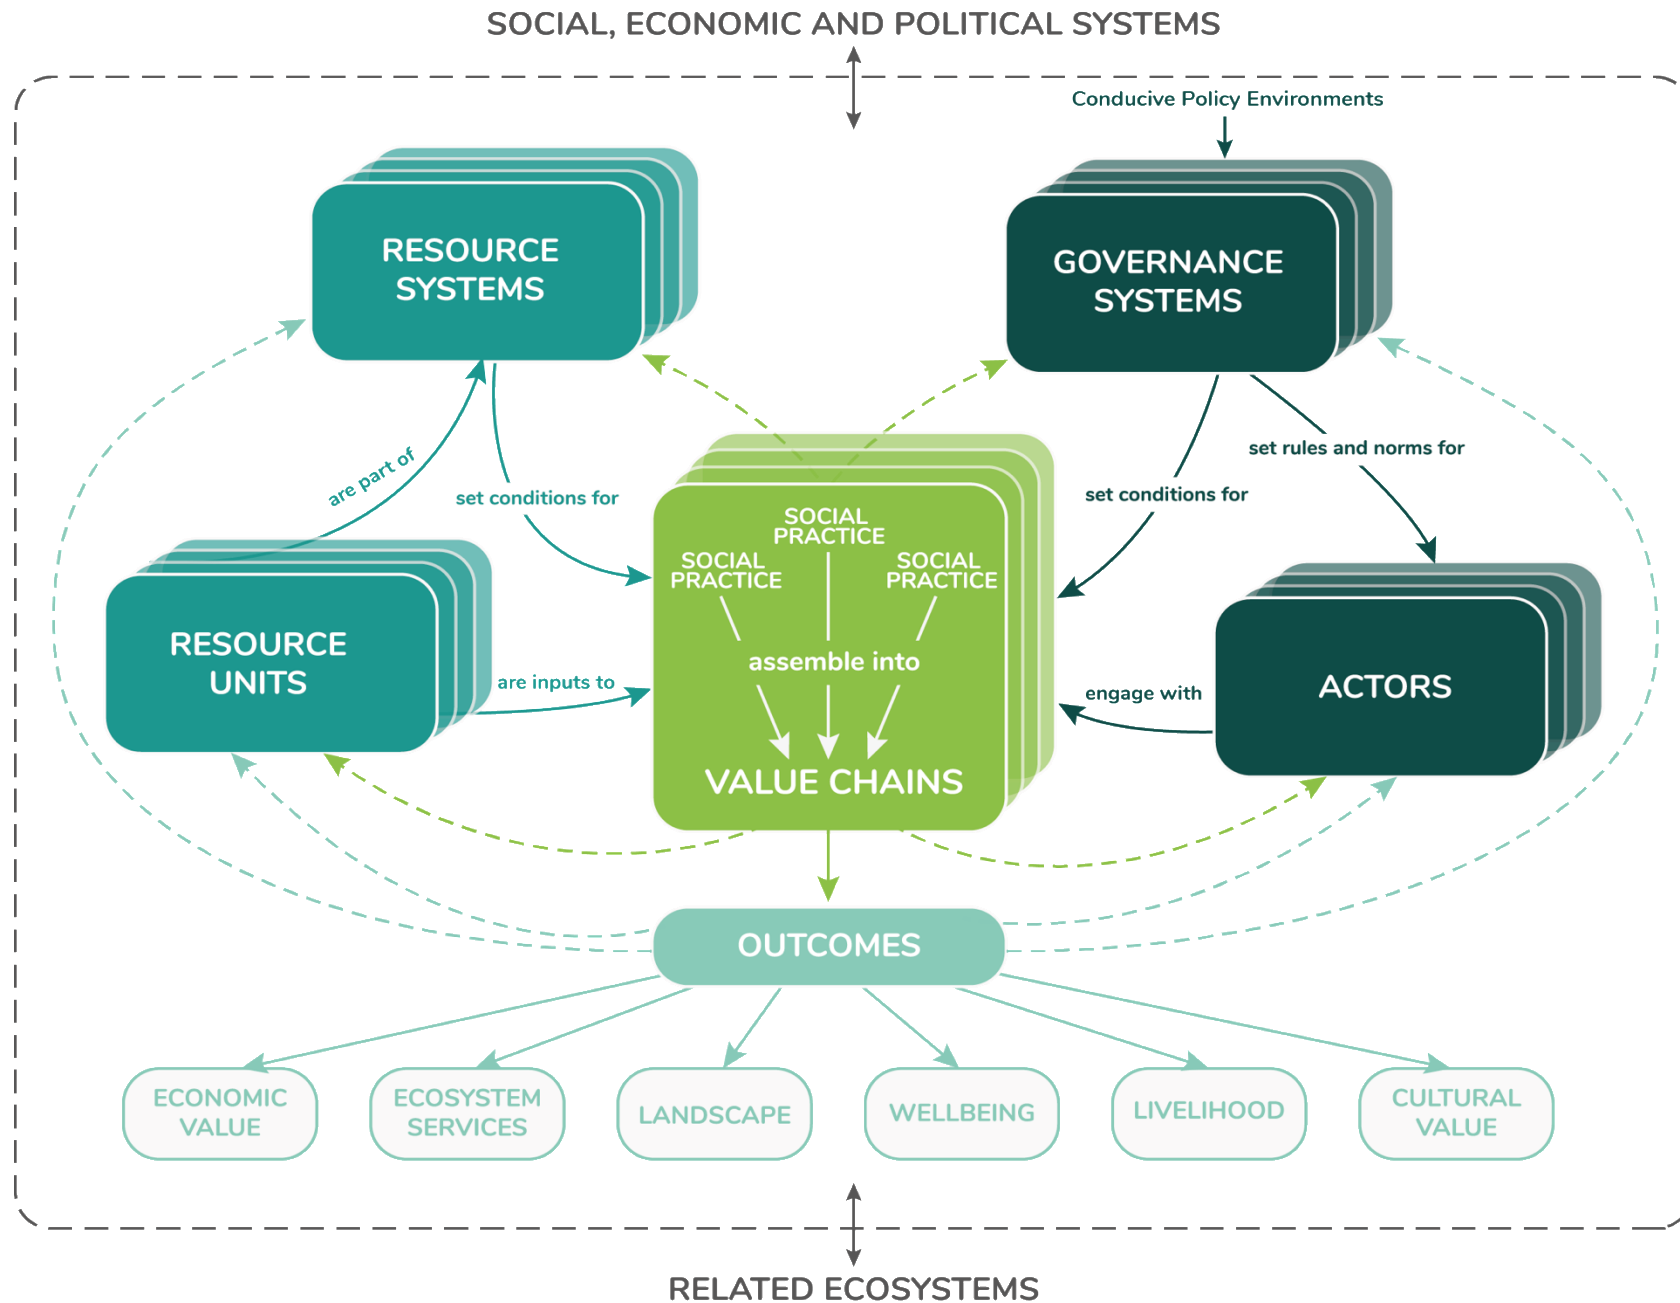 SOCIAL, ECONOMIC AND POLITICAL SYSTEMS
Conducive Policy Environments
RESOURCE
SYSTEMS
GOVERNANCE
SYSTEMS
are part of
set conditions for
set conditions for
set rules and norms for
SOCIAL
PRACTICE
SOCIAL
PRACTICE
SOCIAL
PRACTICE
assemble into
VALUE CHAINS
RESOURCE
UNITS
are inputs to
engage with
ACTORS
OUTCOMES
ECONOMIC
VALUE
ECOSYSTEM
SERVICES
LANDSCAPE
WELLBEING
LIVELIHOOD
CULTURAL
VALUE
RELATED ECOSYSTEMS